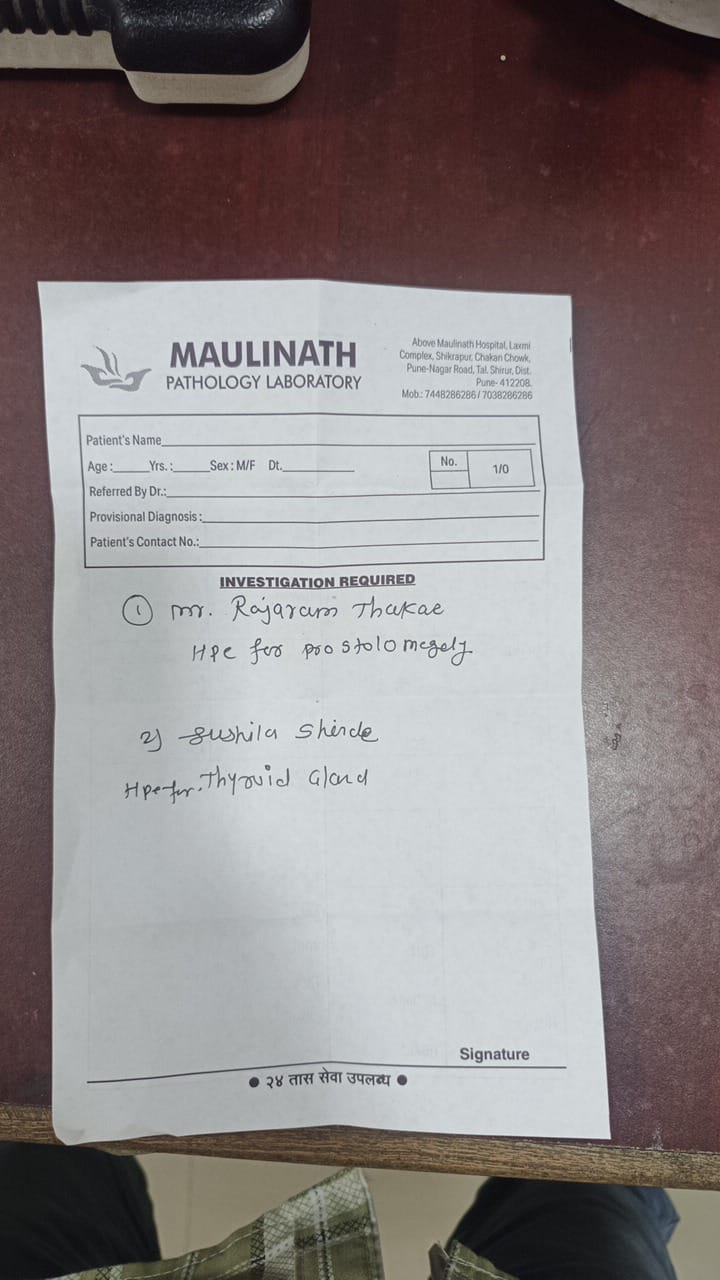 MAULINATH
PATHOLOGY LABORATORY
Above Maulinath Hospital, Laxmi
Complex, Shikrapur, Chakan Chowk,
Pune-Nagar Road, Tal. Shirur, Dist.
Pune- 412208.
Mob.: 7448286286 / 7038286286
Patient's Name
Age : Yrs. : Sex : M/F Dt.
No. 1/0
Referred By Dr.:
Provisional Diagnosis :
Patient's Contact No.:
INVESTIGATION REQUIRED
① mr. Rajaram Thakae
Hpe for prostolomegely
2) Sushila Shinde
Hpe for. Thyroid Gland
Signature
● २४ तास सेवा उपलब्ध ●